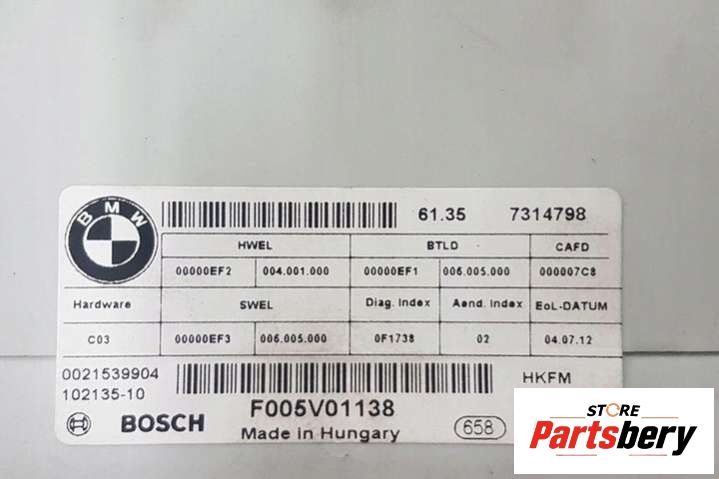 BMW
61.35 7314798
HWEL BTLD CAFD
00000EF2 004.001.000 00000EF1 006.005.000 000007C8
Hardware SWEL Diag. Index Aend. Index EoL-DATUM
C03 00000EF3 006.005.000 0F1738 02 04.07.12
0021539904
102135-10
HKFM
BOSCH F005V01138
Made in Hungary 658
STORE
Partsbery